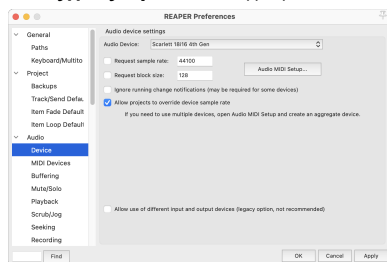 REAPER Preferences
General
Paths
Keyboard/Multito
Project
Backups
Track/Send Defau
Item Fade Default
Item Loop Default
Audio
Device
MIDI Devices
Buffering
Mute/Solo
Playback
Scrub/Jog
Seeking
Recording
Find
Audio device settings
Audio Device: Scarlett 18i16 4th Gen
Request sample rate: 44100
Request block size: 128
Audio MIDI Setup...
Ignore running change notifications (may be required for some devices)
Allow projects to override device sample rate
If you need to use multiple devices, open Audio MIDI Setup and create an aggregate device.
Allow use of different input and output devices (legacy option, not recommended)
OK Cancel Apply